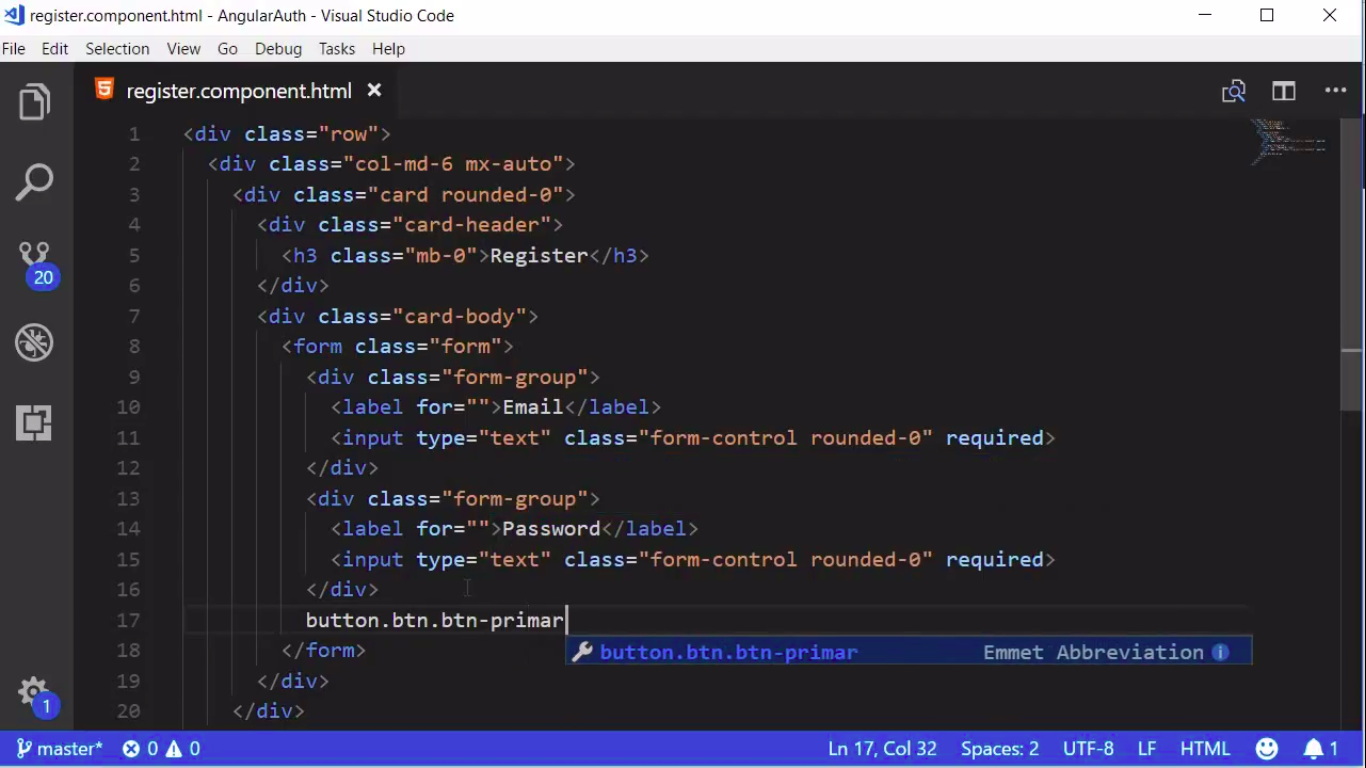 register.component.html - AngularAuth - Visual Studio Code
File Edit Selection View Go Debug Tasks Help
register.component.html
1 <div class="row">
2 <div class="col-md-6 mx-auto">
3 <div class="card rounded-0">
4 <div class="card-header">
5 <h3 class="mb-0">Register</h3>
6 </div>
7 <div class="card-body">
8 <form class="form">
9 <div class="form-group">
10 <label for="">Email</label>
11 <input type="text" class="form-control rounded-0" required>
12 </div>
13 <div class="form-group">
14 <label for="">Password</label>
15 <input type="text" class="form-control rounded-0" required>
16 </div>
17 button.btn.btn-primar
18 </form>
button.btn.btn-primar Emmet Abbreviation
19 </div>
20 </div>
20
1
master* 0 0 Ln 17, Col 32 Spaces: 2 UTF-8 LF HTML 1